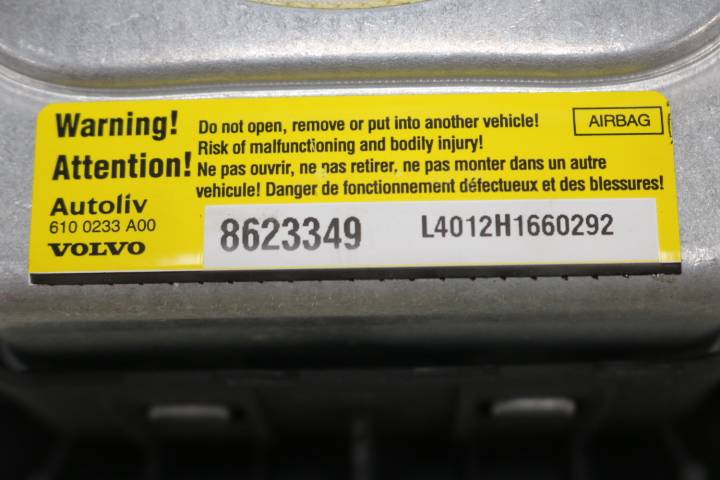 Warning!
Do not open, remove or put into another vehicle!
Risk of malfunctioning and bodily injury!
AIRBAG
Attention!
Ne pas ouvrir, ne pas retirer, ne pas monter dans un autre
vehicule! Danger de fonctionnement défectueux et des blessures!
Autoliv
610 0233 A00
VOLVO
8623349
L4012H1660292